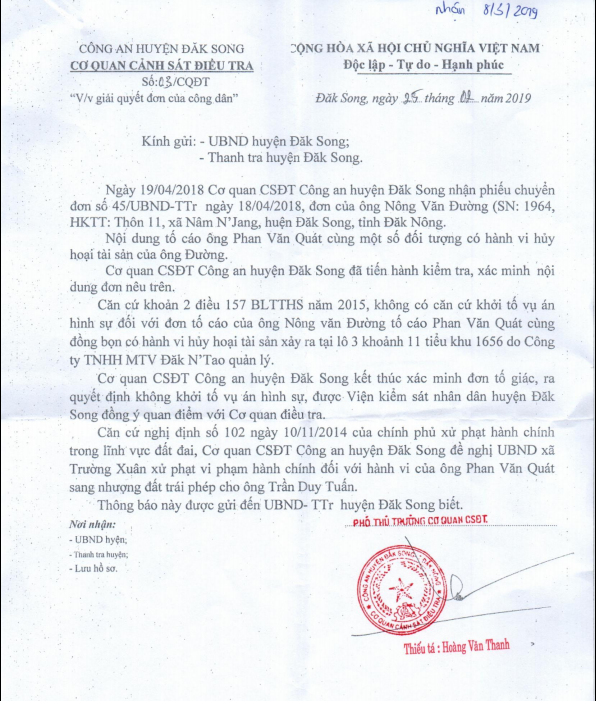 nhận 8/5/2019
CÔNG AN HUYỆN ĐĂK SONG
CƠ QUAN CẢNH SÁT ĐIỀU TRA
Số:03/CQĐT
"V/v giải quyết đơn của công dân"
CỘNG HÒA XÃ HỘI CHỦ NGHĨA VIỆT NAM
Độc lập - Tự do - Hạnh phúc
Đăk Song, ngày 25 tháng 02 năm 2019
Kính gửi: - UBND huyện Đăk Song;
- Thanh tra huyện Đăk Song.
Ngày 19/04/2018 Cơ quan CSĐT Công an huyện Đăk Song nhận phiếu chuyển
đơn số 45/UBND-TTr ngày 18/04/2018, đơn của ông Nông Văn Đường (SN: 1964,
HKTT: Thôn 11, xã Nâm N'Jang, huện Đăk Song, tỉnh Đăk Nông.
Nội dung tố cáo ông Phan Văn Quát cùng một số đối tượng có hành vi hủy
hoại tài sản của ông Đường.
Cơ quan CSĐT Công an huyện Đăk Song đã tiến hành kiểm tra, xác minh nội
dung đơn nêu trên.
Căn cứ khoản 2 điều 157 BLTTHS năm 2015, không có căn cứ khởi tố vụ án
hình sự đối với đơn tố cáo của ông Nông văn Đường tố cáo Phan Văn Quát cùng
đồng bọn có hành vi hủy hoại tài sản xảy ra tại lô 3 khoảnh 11 tiểu khu 1656 do Công
ty TNHH MTV Đăk N'Tao quản lý.
Cơ quan CSĐT Công an huyện Đăk Song kết thúc xác minh đơn tố giác, ra
quyết định không khởi tố vụ án hình sự, được Viện kiểm sát nhân dân huyện Đăk
Song đồng ý quan điểm với Cơ quan điều tra.
Căn cứ nghị định số 102 ngày 10/11/2014 của chính phủ xử phạt hành chính
trong lĩnh vực đất đai, Cơ quan CSĐT Công an huyện Đăk Song đề nghị UBND xã
Trường Xuân xử phạt vi phạm hành chính đối với hành vi của ông Phan Văn Quát
sang nhượng đất trái phép cho ông Trần Duy Tuấn.
Thông báo này được gửi đến UBND- TTr huyện Đăk Song biết.
Nơi nhận:
- UBND hyện;
- Thanh tra huyện;
- Lưu hồ sơ.
PHÓ THỦ TRƯỞNG CƠ QUAN CSĐT
CÔNG AN HUYỆN ĐĂK SONG - ĐĂK NÔNG
CƠ QUAN CẢNH SÁT ĐIỀU TRA
Thiếu tá : Hoàng Văn Thanh